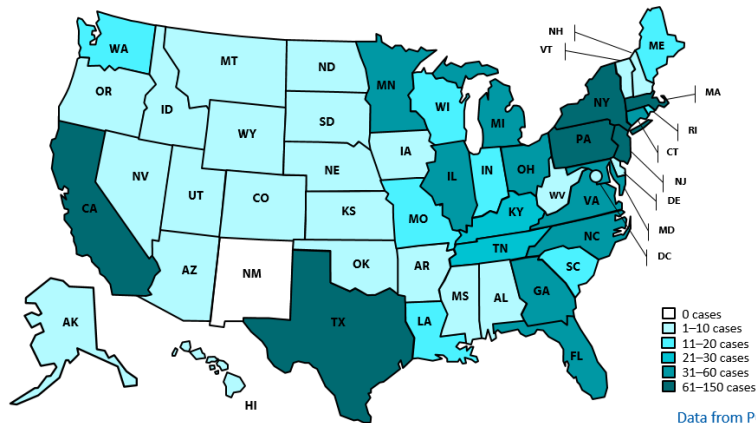 NH
VT
WA
ME
MT
ND
MN
OR
ID
SD
WI
NY
MA
WY
MI
RI
IA
PA
CT
NE
NV
IL
IN
OH
NJ
UT
CA
CO
WV
VA
DE
KS
MO
KY
MD
NC
TN
DC
AZ
NM
OK
AR
SC
MS
AL
GA
AK
TX
LA
FL
HI
0 cases
1–10 cases
11–20 cases
21–30 cases
31–60 cases
61–150 cases
Data from P